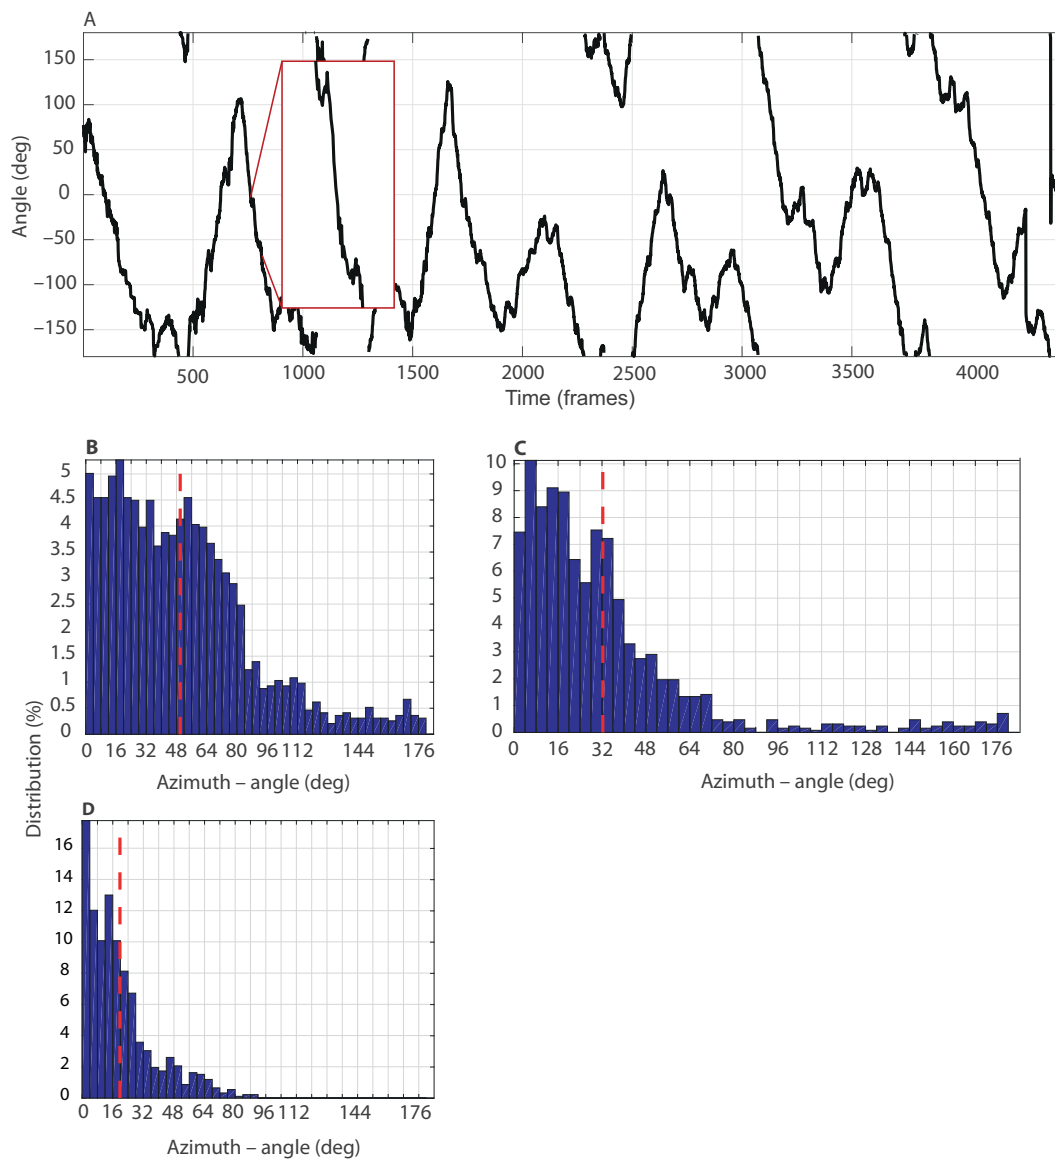 A
150
100
50
0
−50
−100
−150
Angle (deg)
500 1000 1500 2000 2500 3000 3500 4000
Time (frames)
B
5
4.5
4
3.5
3
2.5
2
1.5
1
0.5
0
0 16 32 48 64 80 96 112 144 176
Azimuth – angle (deg)
C
10
9
8
7
6
5
4
3
2
1
0
0 16 32 48 64 80 96 112 128 144 160 176
Azimuth – angle (deg)
Distribution (%)
D
16
14
12
10
8
6
4
2
0
0 16 32 48 64 80 96 112 144 176
Azimuth – angle (deg)